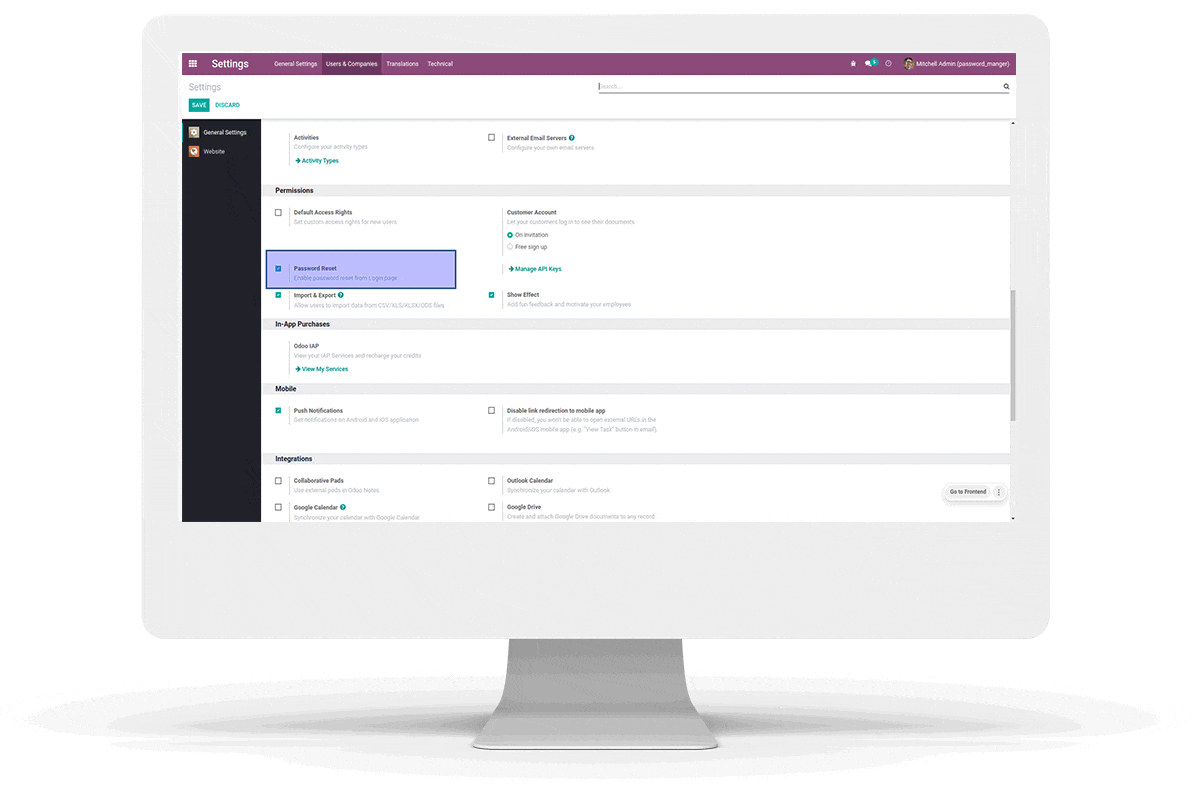 Settings General Settings Users & Companies Translations Technical 5 Mitchell Admin (password_manger)
Settings
Search...
SAVE DISCARD
General Settings
Website
Activities
Configure your activity types
Activity Types
External Email Servers ?
Configure your own email servers
Permissions
Default Access Rights
Set custom access rights for new users
Customer Account
Let your customers log in to see their documents
On invitation
Free sign up
Password Reset
Enable password reset from Login page
Manage API Keys
Import & Export ?
Allow users to import data from CSV/XLS/XLSX/ODS files
Show Effect
Add fun feedback and motivate your employees
In-App Purchases
Odoo IAP
View your IAP Services and recharge your credits
View My Services
Mobile
Push Notifications
Get notifications on Android and iOS application
Disable link redirection to mobile app
If disabled, you won't be able to open external URL's in the
Android/iOS mobile app (e.g. "View Task" button in email).
Integrations
Collaborative Pads
Use external pads in Odoo Notes
Outlook Calendar
Synchronize your calendar with Outlook
Google Calendar ?
Synchronize your calendar with Google Calendar
Google Drive
Create and attach Google Drive documents to any record
Go to Frontend